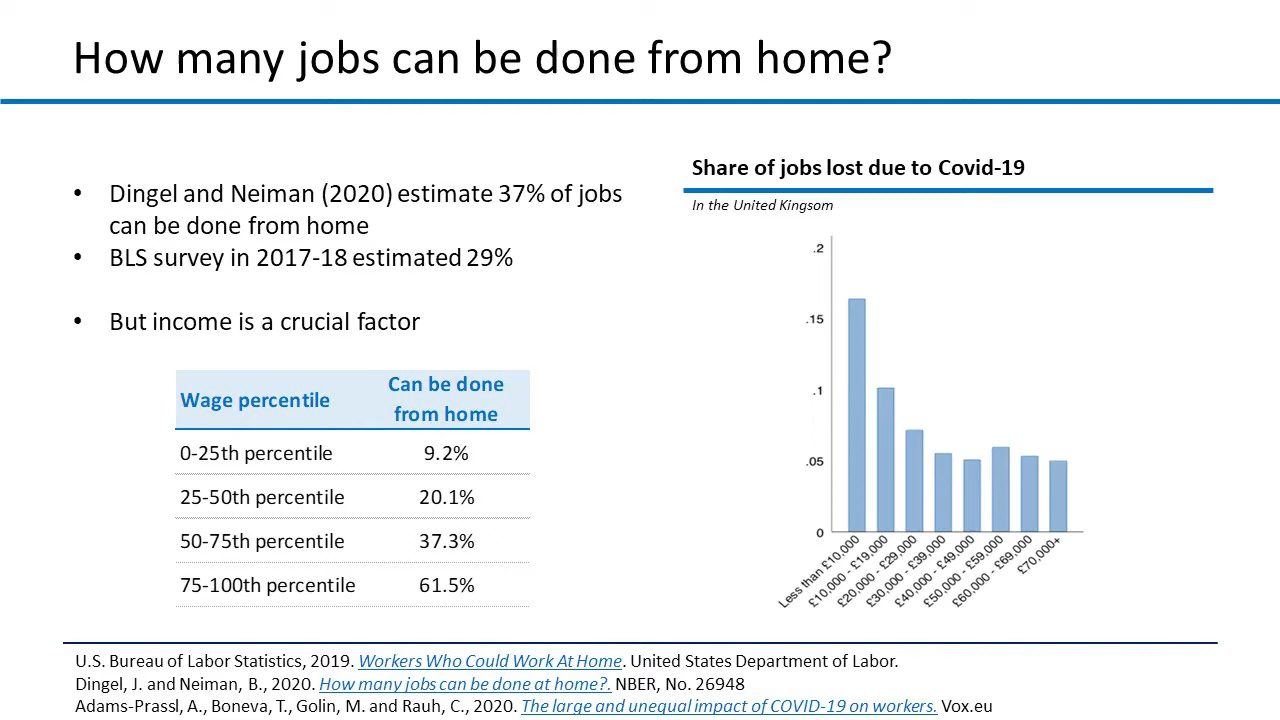 How many jobs can be done from home?
• Dingel and Neiman (2020) estimate 37% of jobs
can be done from home
• BLS survey in 2017-18 estimated 29%
• But income is a crucial factor
Wage percentile
Can be done
from home
0-25th percentile 9.2%
25-50th percentile 20.1%
50-75th percentile 37.3%
75-100th percentile 61.5%
Share of jobs lost due to Covid-19
In the United Kingsom
.2
.15
.1
.05
0
Less than £10,000
£10,000 - £19,000
£20,000 - £29,000
£30,000 - £39,000
£40,000 - £49,000
£50,000 - £59,000
£60,000 - £69,000
£70,000+
U.S. Bureau of Labor Statistics, 2019. Workers Who Could Work At Home. United States Department of Labor.
Dingel, J. and Neiman, B., 2020. How many jobs can be done at home?. NBER, No. 26948
Adams-Prassl, A., Boneva, T., Golin, M. and Rauh, C., 2020. The large and unequal impact of COVID-19 on workers. Vox.eu